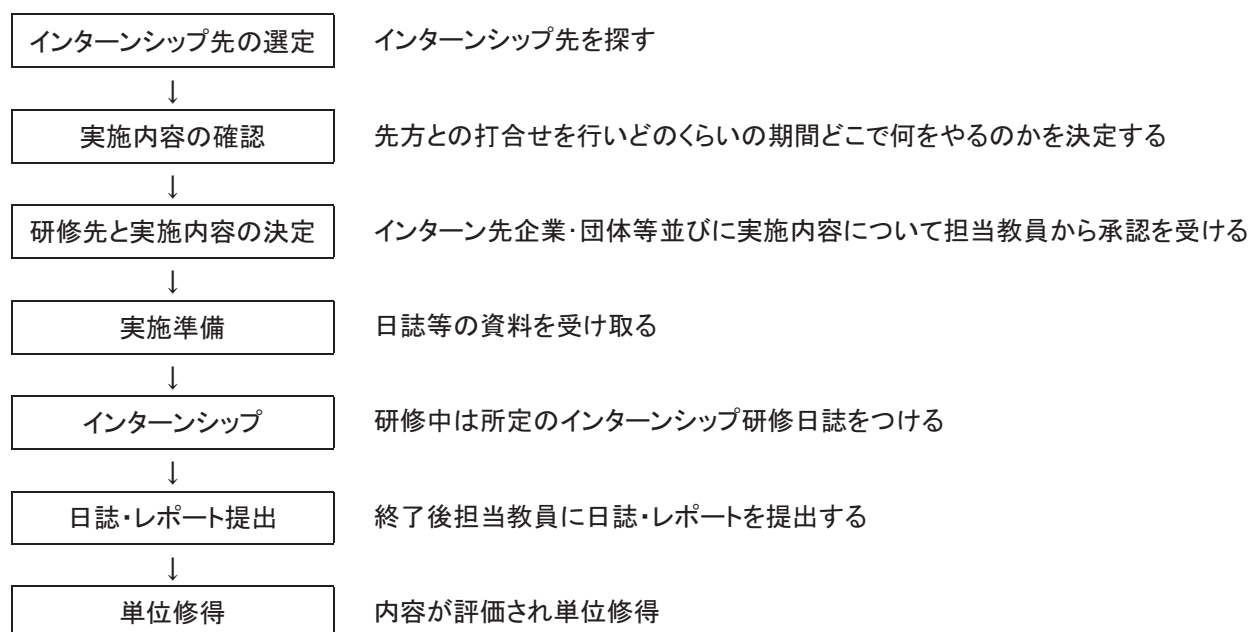 インターンシップ先の選定 インターンシップ先を探す
↓
実施内容の確認 先方との打合せを行いどのくらいの期間どこで何をやるのかを決定する
↓
研修先と実施内容の決定 インターン先企業・団体等並びに実施内容について担当教員から承認を受ける
↓
実施準備 日誌等の資料を受け取る
↓
インターンシップ 研修中は所定のインターンシップ研修日誌をつける
↓
日誌・レポート提出 終了後担当教員に日誌・レポートを提出する
↓
単位修得 内容が評価され単位修得